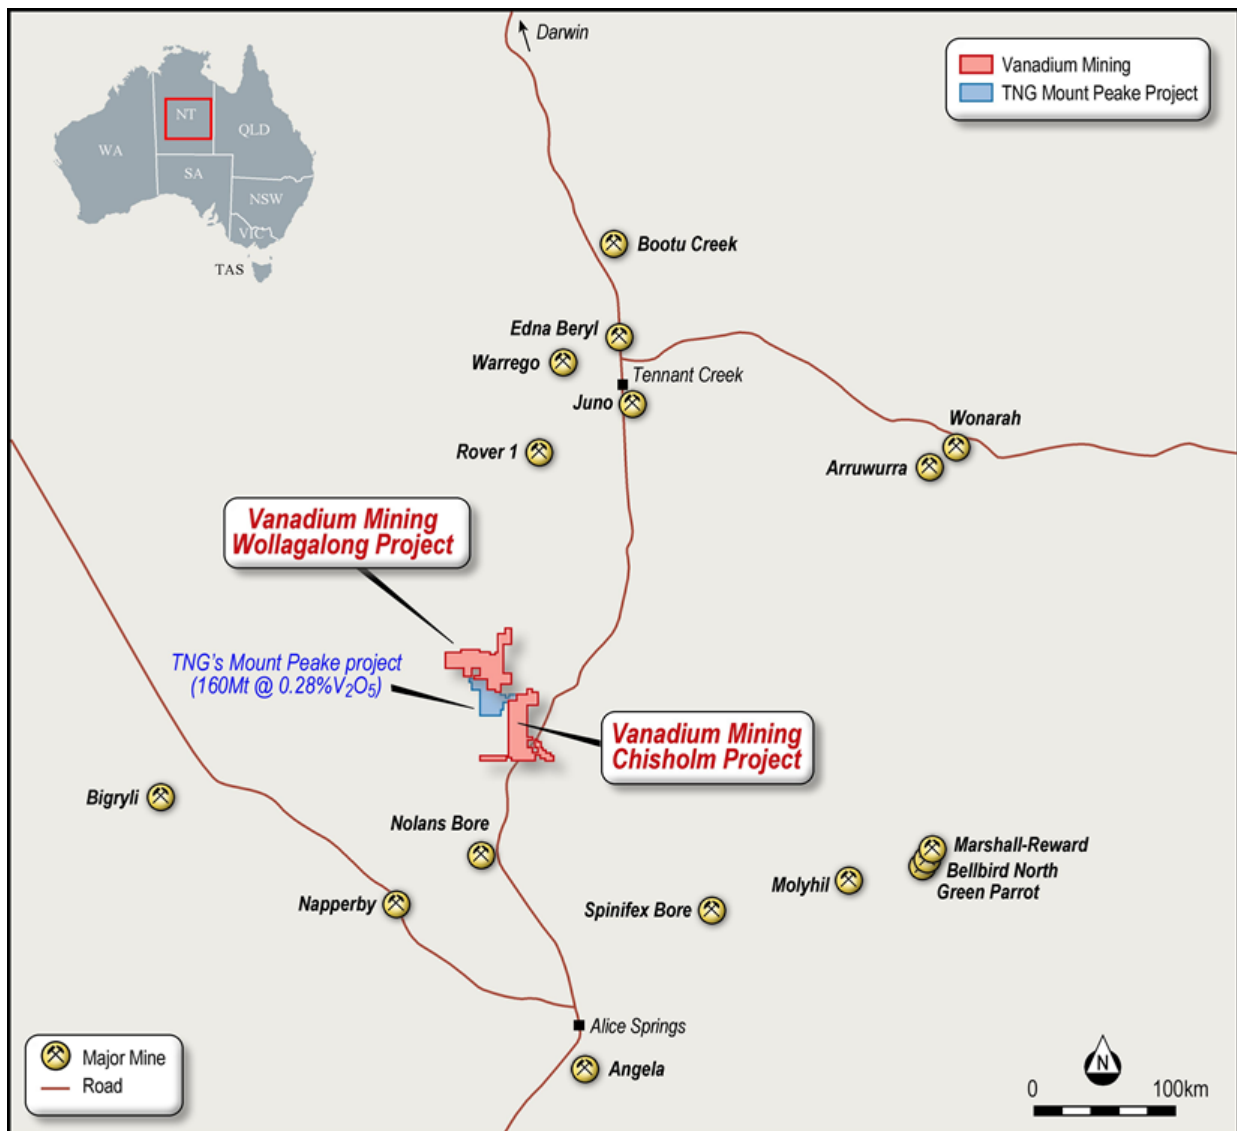 Darwin
Vanadium Mining
TNG Mount Peake Project
NT
QLD
WA
SA
NSW
VIC
TAS
Bootu Creek
Edna Beryl
Warrego
Tennant Creek
Juno
Wonarah
Rover 1
Arruwurra
Vanadium Mining
Wollagalong Project
TNG's Mount Peake project
(160Mt @ 0.28%V₂O₅)
Vanadium Mining
Chisholm Project
Bigryli
Nolans Bore
Marshall-Reward
Bellbird North
Green Parrot
Molyhil
Napperby
Spinifex Bore
Alice Springs
Angela
Major Mine
Road
N
0 100km